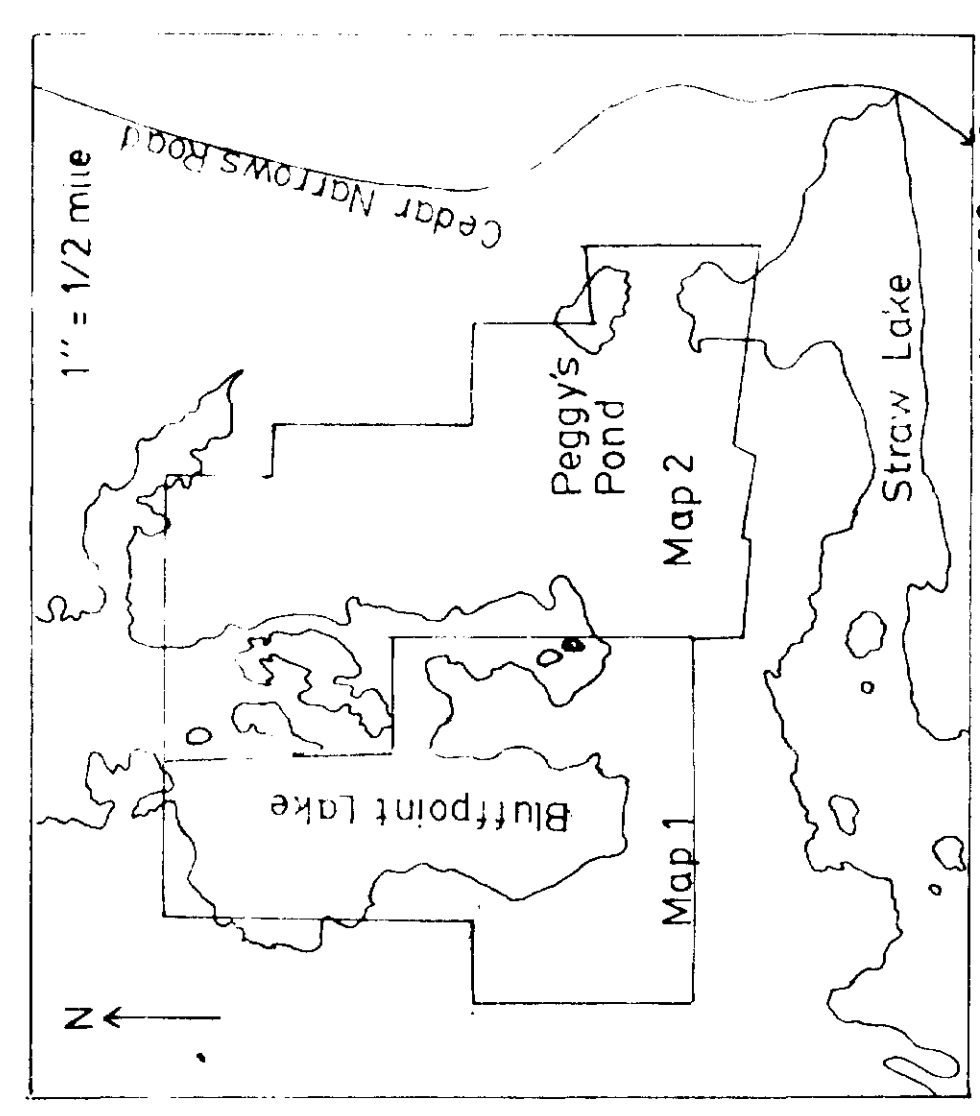 1" = 1/2 mile
Cedar Narrows Road
N
Peggy's
Pond
Map 2
Bluffpoint Lake
Map 1
Straw Lake